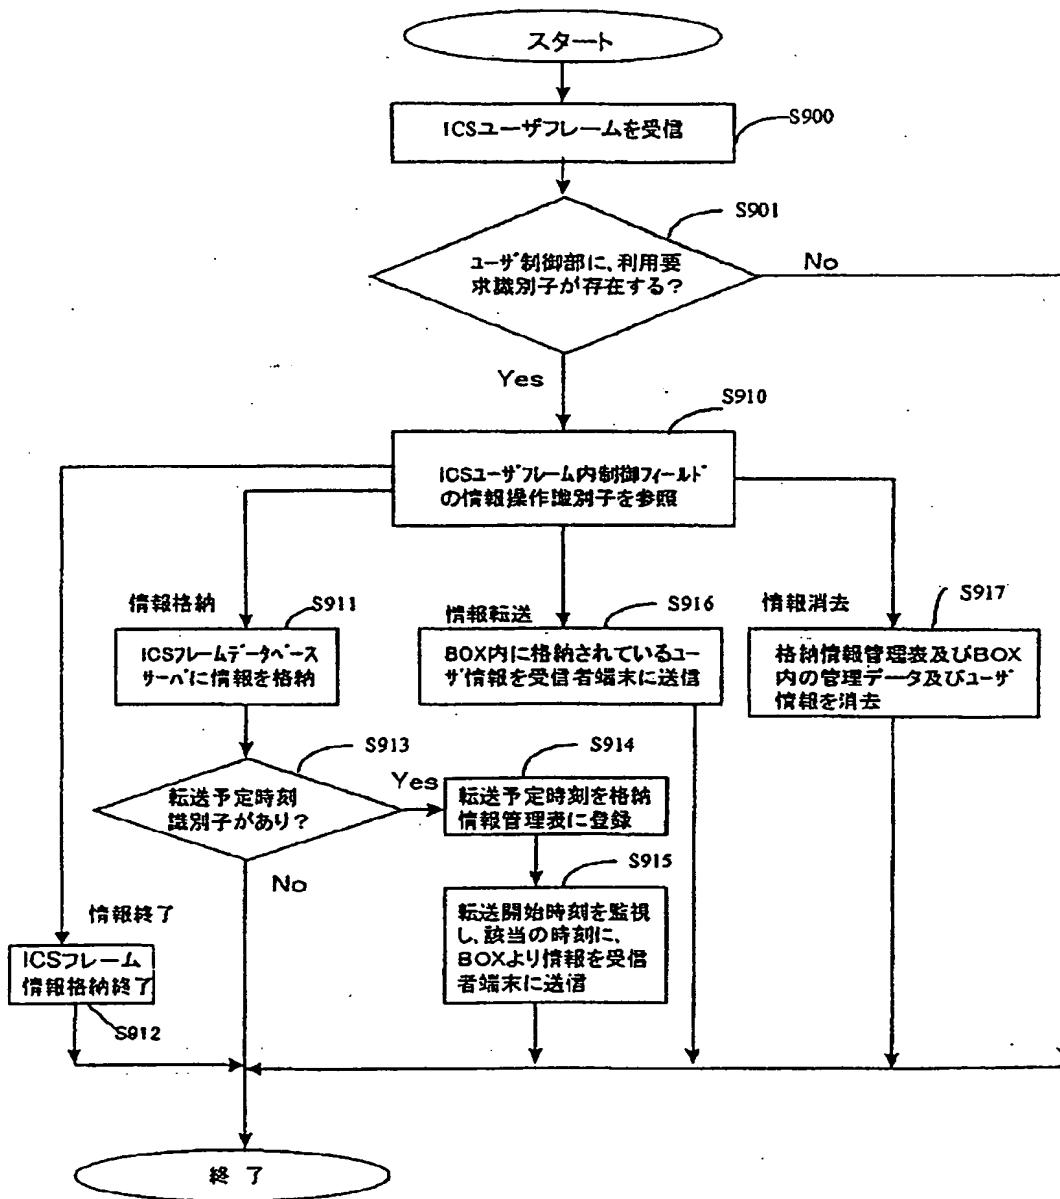 スタート
ICSユーザフレームを受信
S900
S901
ユーザ制御部に、利用要
求識別子が存在する?
No
Yes
S910
ICSユーザフレーム内制御フィールド
の情報操作識別子を参照
情報格納
S911
ICSフレームデータベース
サーバに情報を格納
情報転送
S916
BOX内に格納されているユー
ザ情報を受信者端末に送信
情報消去
S917
格納情報管理表及びBOX
内の管理データ及びユーザ
情報を消去
S913
転送予定時刻
識別子があり?
Yes
No
S914
転送予定時刻を格納
情報管理表に登録
S915
転送開始時刻を監視
し、該当の時刻に、
BOXより情報を受信
者端末に送信
情報終了
ICSフレーム
情報格納終了
S912
終 了